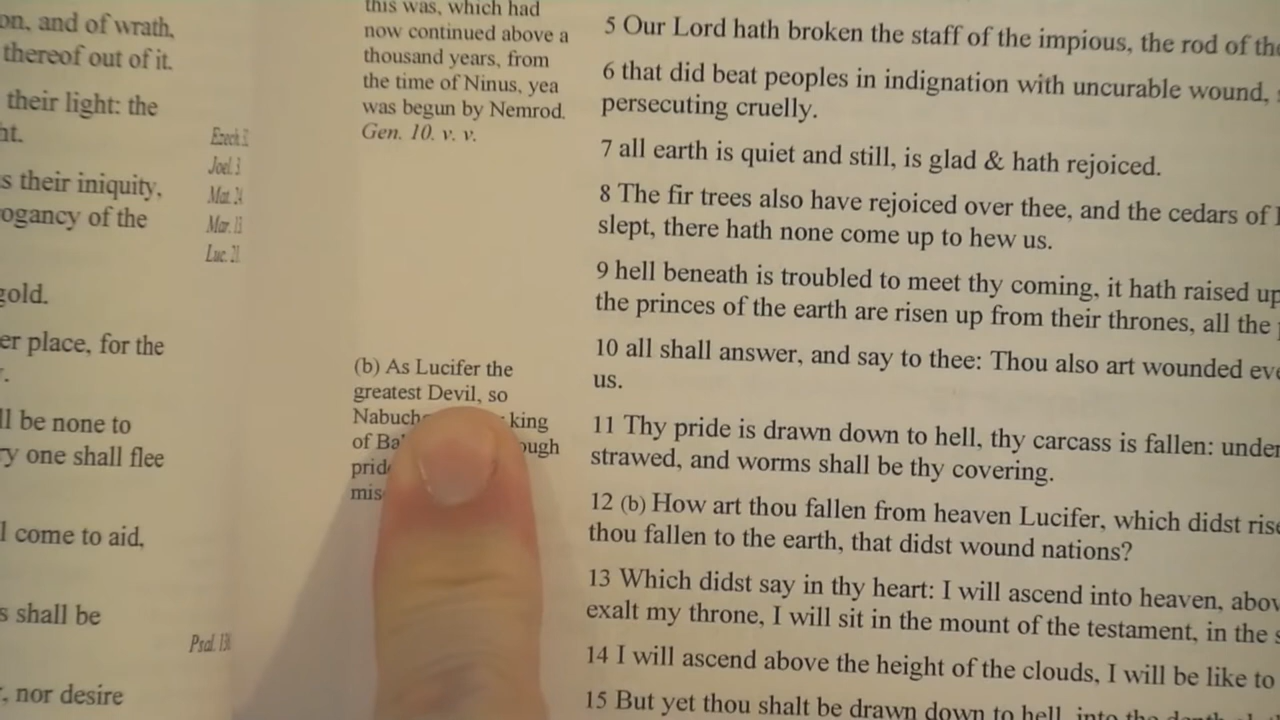 on, and of wrath,
thereof out of it.
their light: the
ht.
s their iniquity,
ogancy of the
gold.
er place, for the
ll be none to
ry one shall flee
l come to aid,
s shall be
, nor desire
Joel. 3
Mat. 24
Mar. 13
Luc. 21
this was, which had
now continued above a
thousand years, from
the time of Ninus, yea
was begun by Nemrod.
Gen. 10. v. v.
(b) As Lucifer the
greatest Devil, so
king
of
5 Our Lord hath broken the staff of the impious, the rod of the
6 that did beat peoples in indignation with uncurable wound,
persecuting cruelly.
7 all earth is quiet and still, is glad & hath rejoiced.
8 The fir trees also have rejoiced over thee, and the cedars of
slept, there hath none come up to hew us.
9 hell beneath is troubled to meet thy coming, it hath raised up
the princes of the earth are risen up from their thrones, all the
10 all shall answer, and say to thee: Thou also art wounded
us.
11 Thy pride is drawn down to hell, thy carcass is fallen: under
strawed, and worms shall be thy covering.
12 (b) How art thou fallen from heaven Lucifer, which didst rise
thou fallen to the earth, that didst wound nations?
13 Which didst say in thy heart: I will ascend into heaven,
exalt my throne, I will sit in the mount of the testament, in the
14 I will ascend above the height of the clouds, I will be like to
15 But yet thou shalt be drawn down to hell, into the